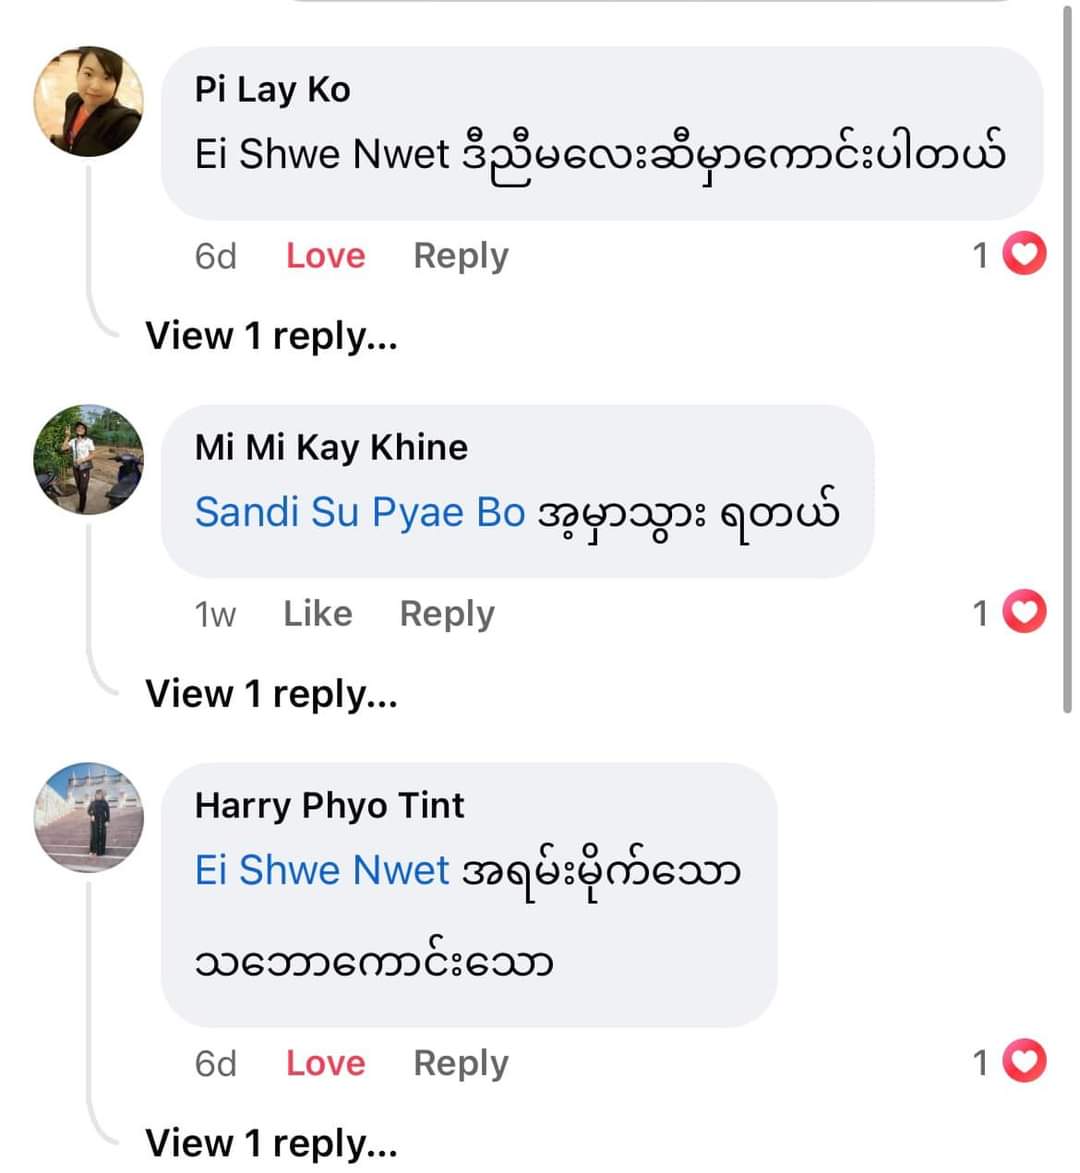 Pi Lay Ko
Ei Shwe Nwet ဒီညီမလေးဆီမှာကောင်းပါတယ်
6d Love Reply 1
View 1 reply...
Mi Mi Kay Khine
Sandi Su Pyae Bo အ့မှာသွား ရတယ်
1w Like Reply 1
View 1 reply...
Harry Phyo Tint
Ei Shwe Nwet အရမ်းမိုက်သော
သဘောကောင်းသော
6d Love Reply 1
View 1 reply...